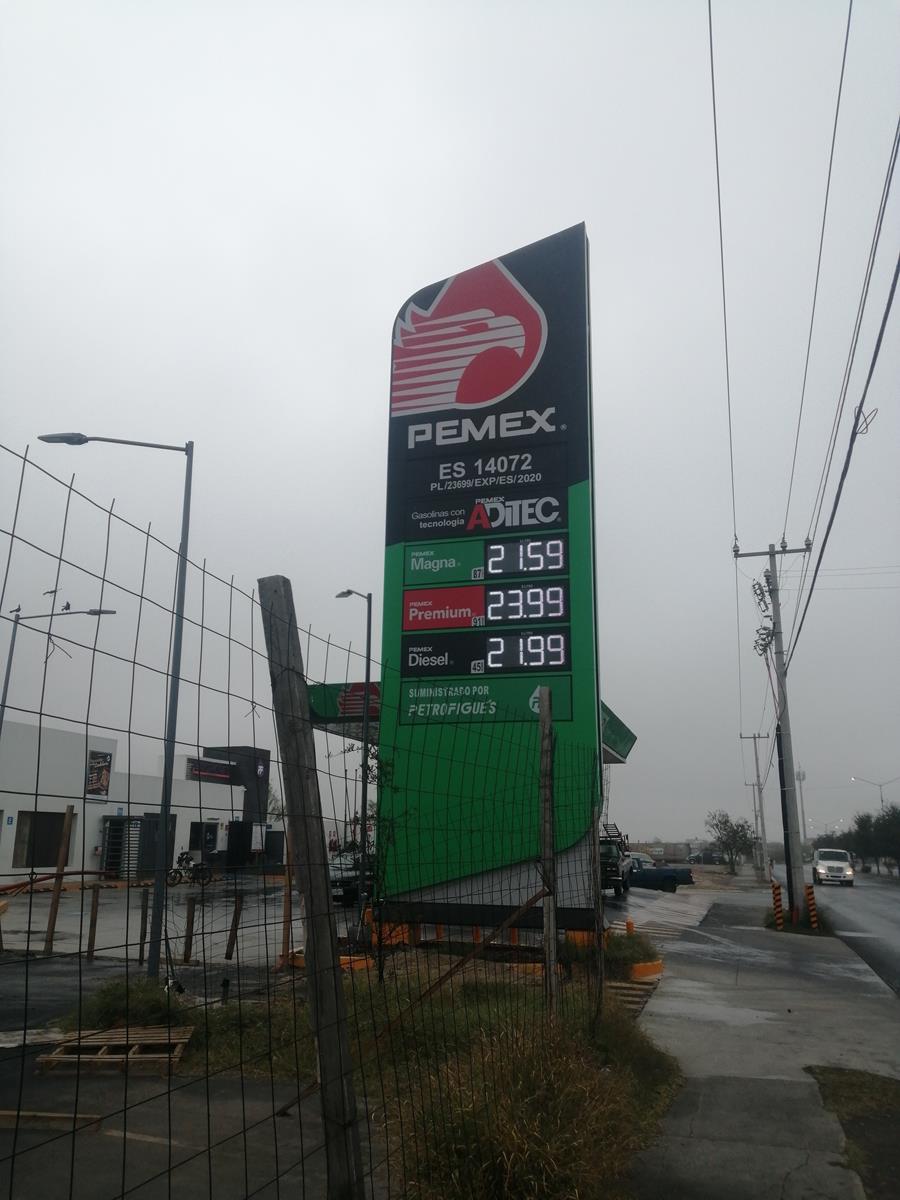 PEMEX®
ES 14072
PL/23699/EXP/ES/2020
Gasolinas con
tecnología
PEMEX
ADITEC®
PEMEX
Magna® 87 21.59
PEMEX
Premium® 91 23.99
PEMEX
Diesel® 45 21.99
SUMINISTRADO POR
PETROFIGUES